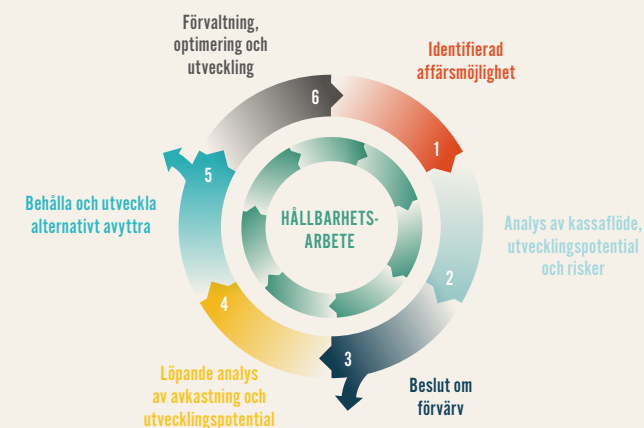 Förvaltning,
optimering och
utveckling
6
Identifierad
affärsmöjlighet
1
Analys av kassaflöde,
utvecklingspotential
och risker
2
Beslut om
förvärv
3
Löpande analys
av avkastning och
utvecklingspotential
4
Behålla och utveckla
alternativt avyttra
5
HÅLLBARHETS-
ARBETE